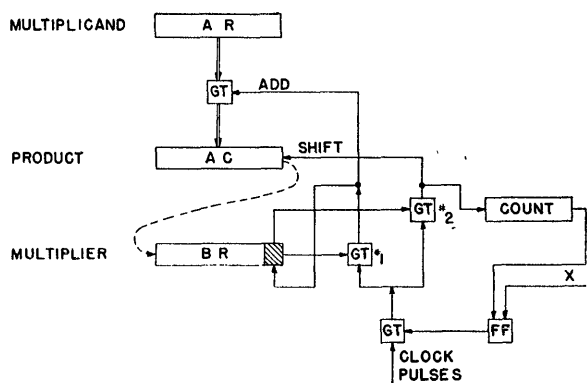 MULTIPLICAND
A R
GT
ADD
PRODUCT
A C
SHIFT
GT #2
COUNT
MULTIPLIER
B R
GT #1
X
GT
FF
CLOCK
PULSES